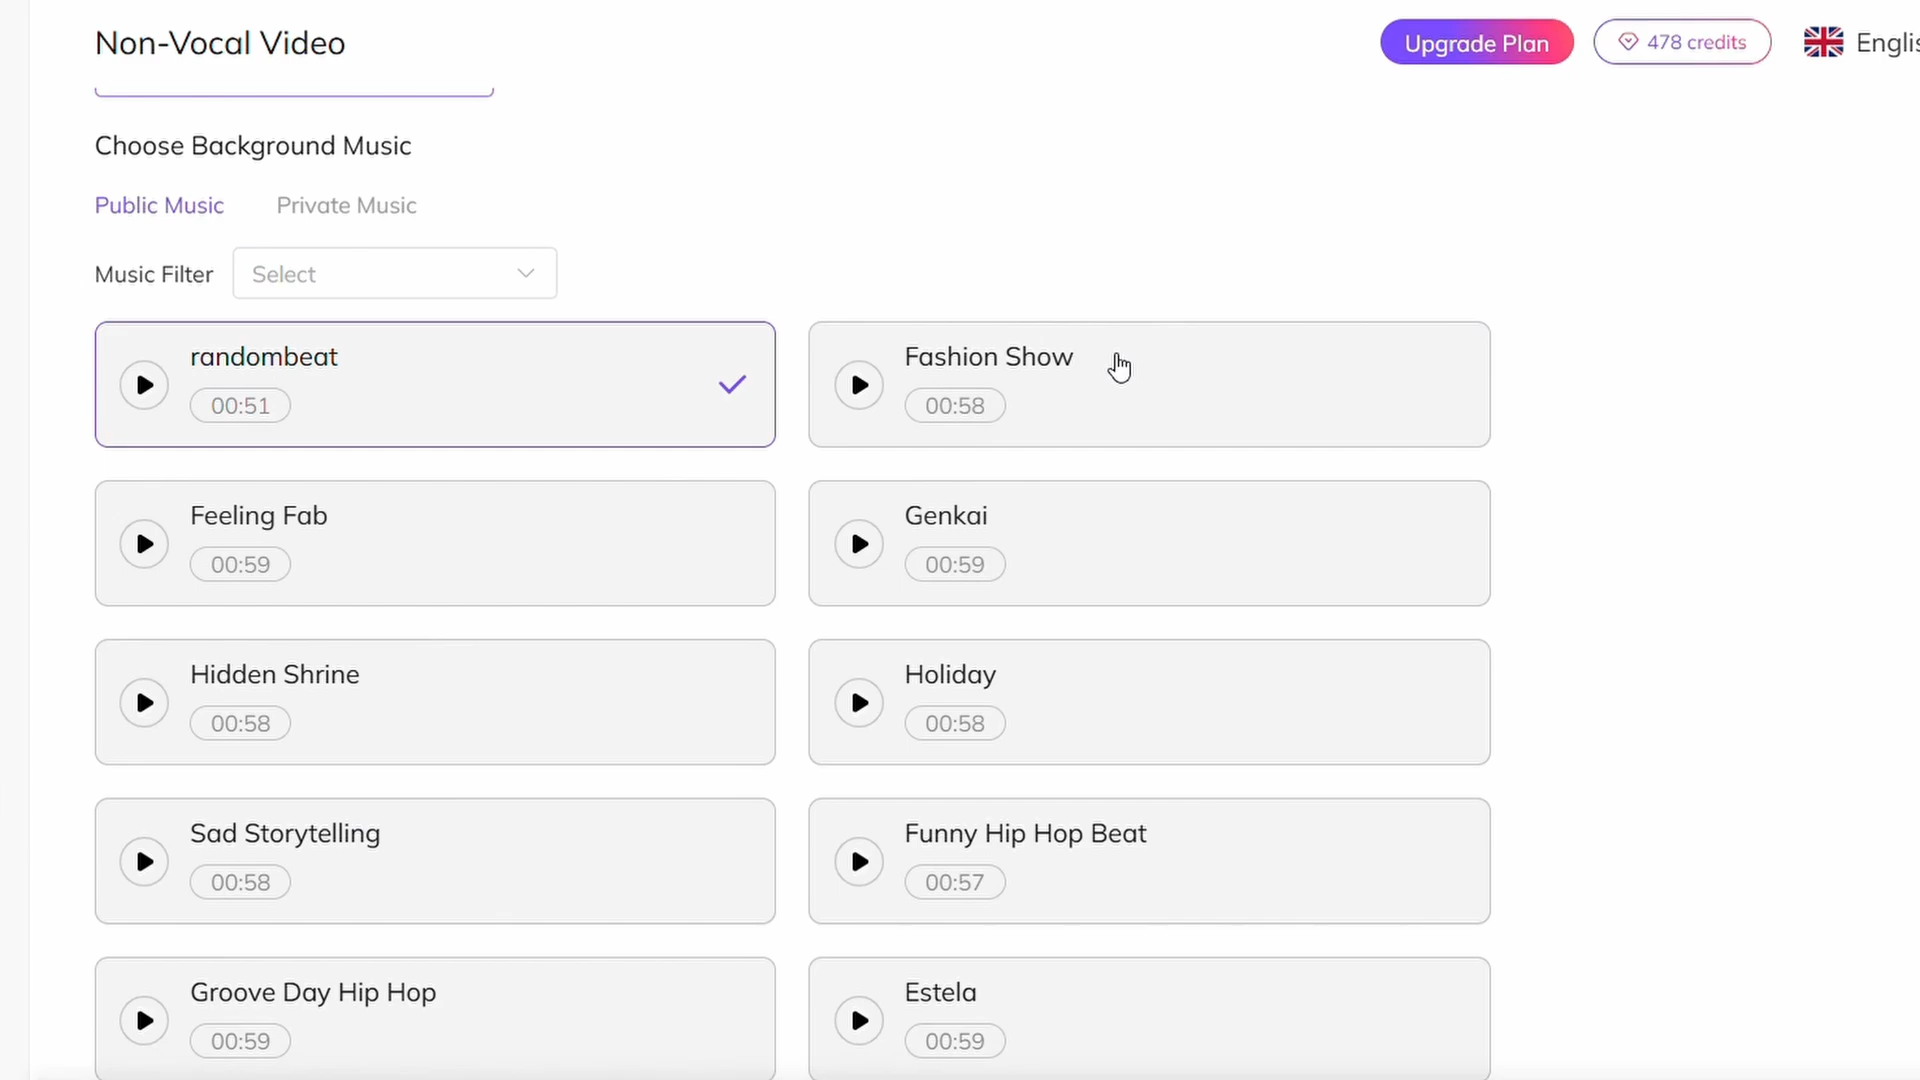 Non-Vocal Video
Upgrade Plan
478 credits
Englis
Choose Background Music
Public Music
Private Music
Music Filter
Select
randombeat
00:51
Fashion Show
00:58
Feeling Fab
00:59
Genkai
00:59
Hidden Shrine
00:58
Holiday
00:58
Sad Storytelling
00:58
Funny Hip Hop Beat
00:57
Groove Day Hip Hop
00:59
Estela
00:59